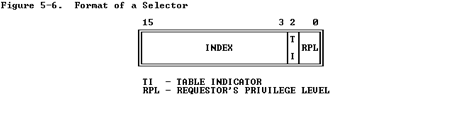 Figure 5-6. Format of a Selector
15 3 2 0
INDEX T I RPL
TI - TABLE INDICATOR
RPL - REQUESTOR'S PRIVILEGE LEVEL